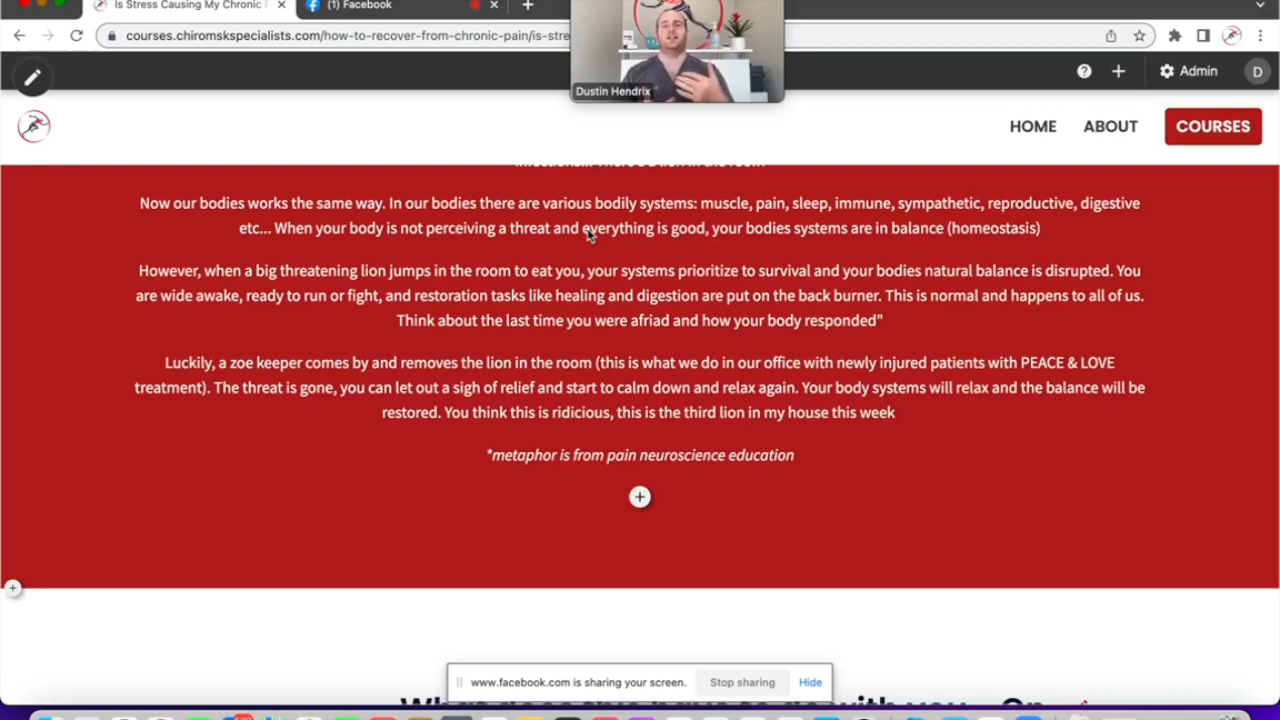 Is Stress Causing My Chronic
(1) Facebook
courses.chiromskspecialists.com/how-to-recover-from-chronic-pain/is-stre
Dustin Hendrix
Admin
D
HOME
ABOUT
COURSES
Now our bodies works the same way. In our bodies there are various bodily systems: muscle, pain, sleep, immune, sympathetic, reproductive, digestive
etc... When your body is not perceiving a threat and everything is good, your bodies systems are in balance (homeostasis)
However, when a big threatening lion jumps in the room to eat you, your systems prioritize to survival and your bodies natural balance is disrupted. You
are wide awake, ready to run or fight, and restoration tasks like healing and digestion are put on the back burner. This is normal and happens to all of us.
Think about the last time you were afriad and how your body responded"
Luckily, a zoe keeper comes by and removes the lion in the room (this is what we do in our office with newly injured patients with PEACE & LOVE
treatment). The threat is gone, you can let out a sigh of relief and start to calm down and relax again. Your body systems will relax and the balance will be
restored. You think this is ridicious, this is the third lion in my house this week
*metaphor is from pain neuroscience education
www.facebook.com is sharing your screen.
Stop sharing
Hide